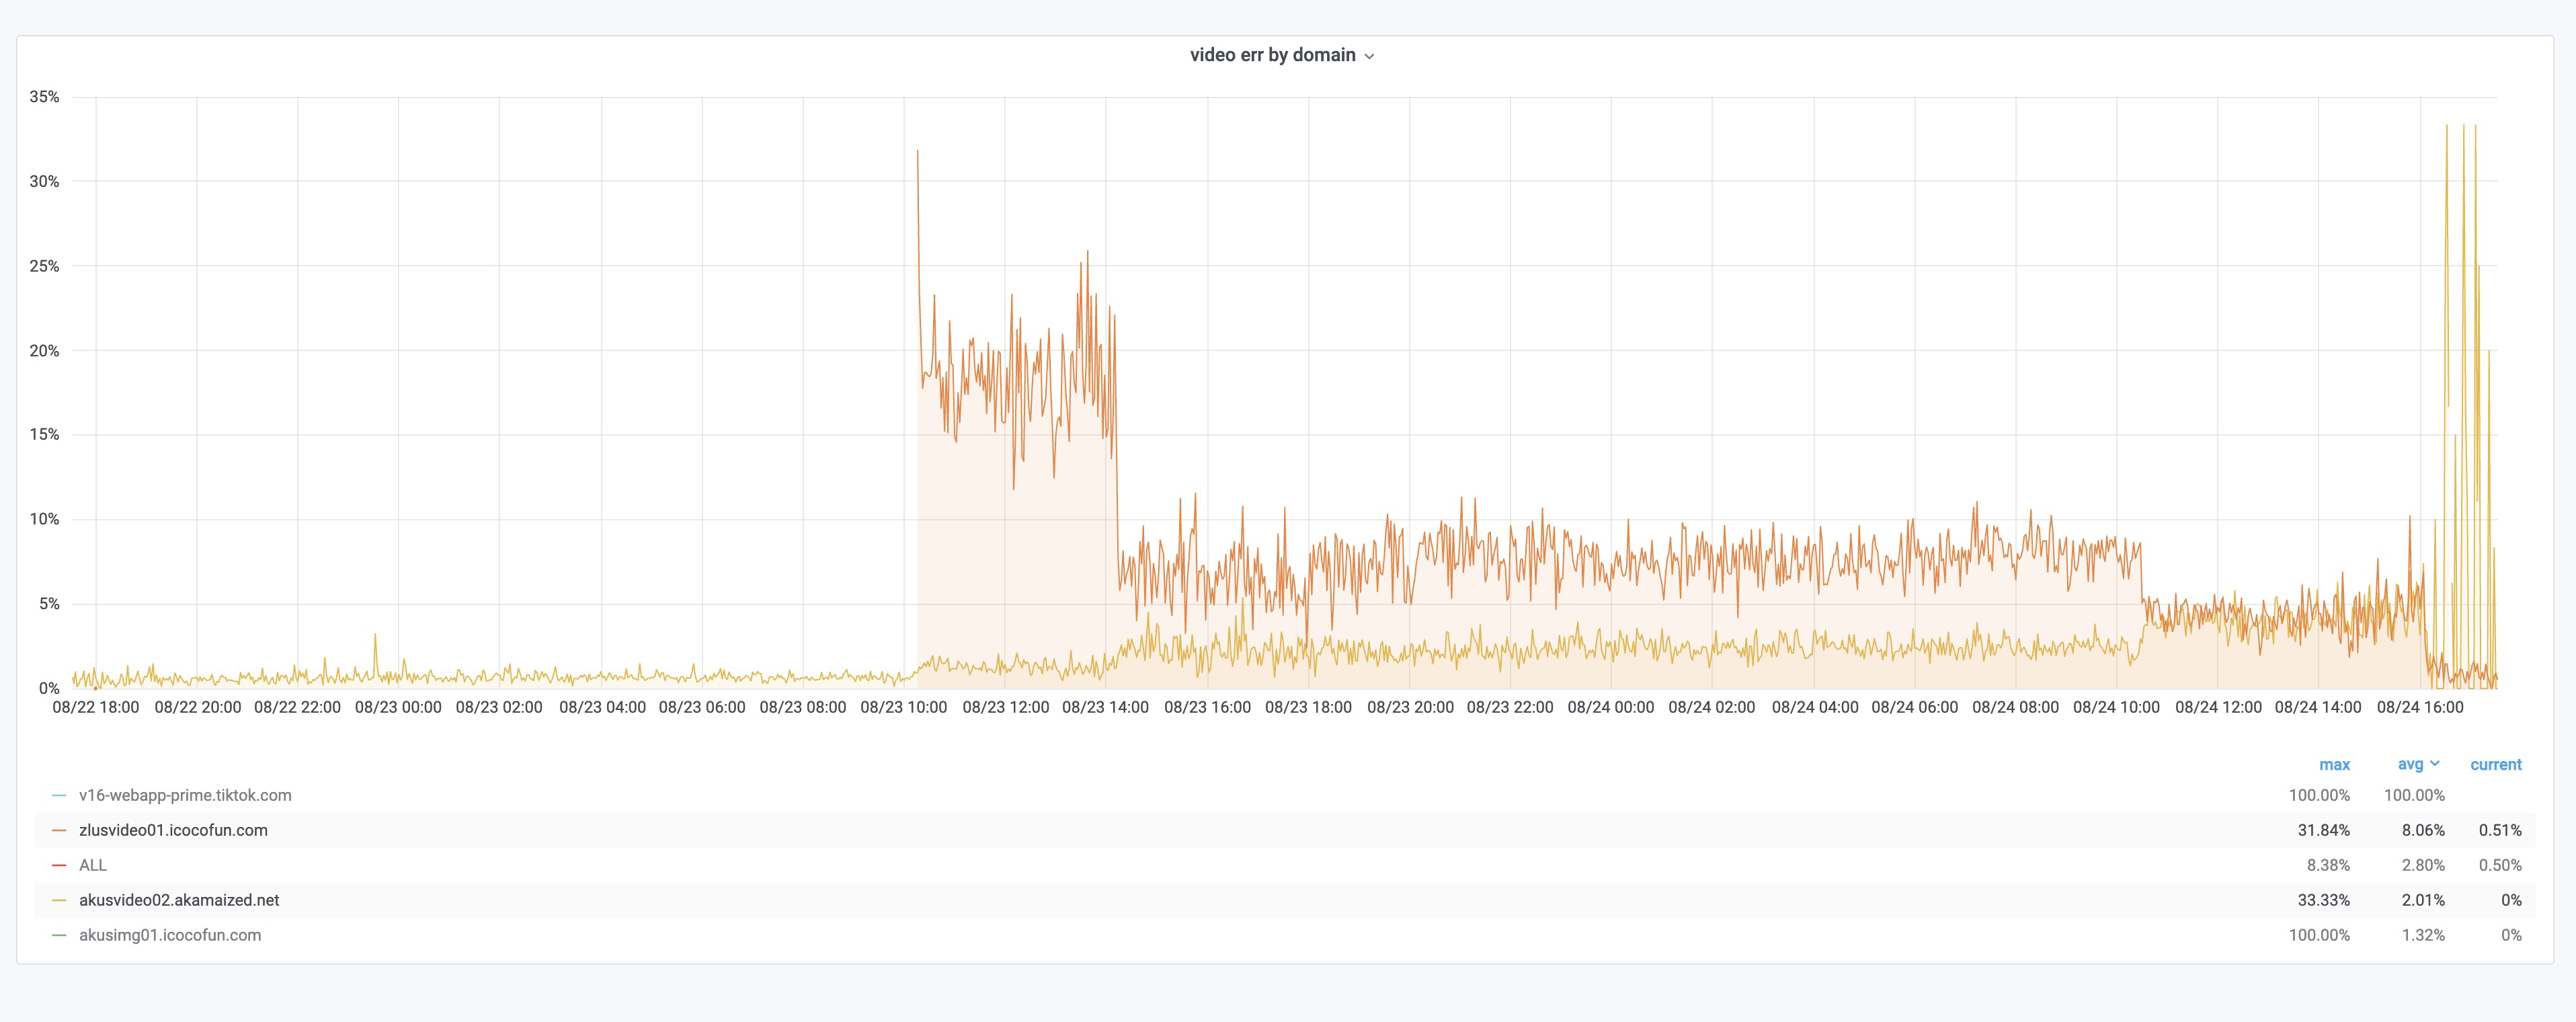 video err by domain
35%
30%
25%
20%
15%
10%
5%
0%
08/22 18:00 08/22 20:00 08/22 22:00 08/23 00:00 08/23 02:00 08/23 04:00 08/23 06:00 08/23 08:00 08/23 10:00 08/23 12:00 08/23 14:00 08/23 16:00 08/23 18:00 08/23 20:00 08/23 22:00 08/24 00:00 08/24 02:00 08/24 04:00 08/24 06:00 08/24 08:00 08/24 10:00 08/24 12:00 08/24 14:00 08/24 16:00
max avg current
v16-webapp-prime.tiktok.com 100.00% 100.00%
zlusvideo01.icocofun.com 31.84% 8.06% 0.51%
ALL 8.38% 2.80% 0.50%
akusvideo02.akamaized.net 33.33% 2.01% 0%
akusimg01.icocofun.com 100.00% 1.32% 0%